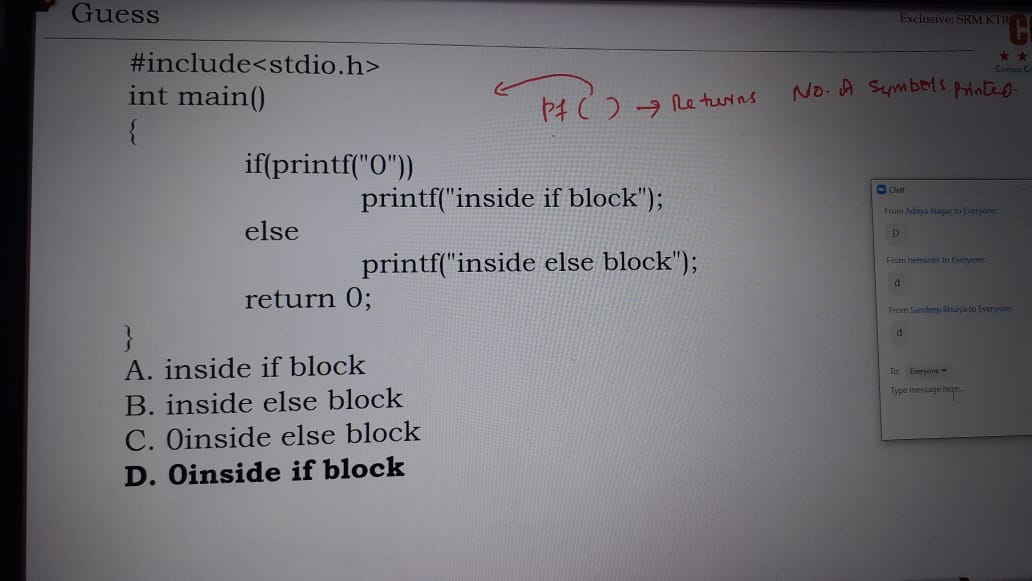 Guess
Exclusive: SRM KTR
#include<stdio.h>
int main()
pf ( ) → Returns No. of symbols printed.
{
if(printf("0"))
printf("inside if block");
else
printf("inside else block");
return 0;
}
A. inside if block
B. inside else block
C. 0inside else block
D. 0inside if block
Chat
From Aditya Nagar to Everyone:
D
From hemanth to Everyone:
d
From Sandeep Bhuiya to Everyone:
d
To: Everyone
Type message here...